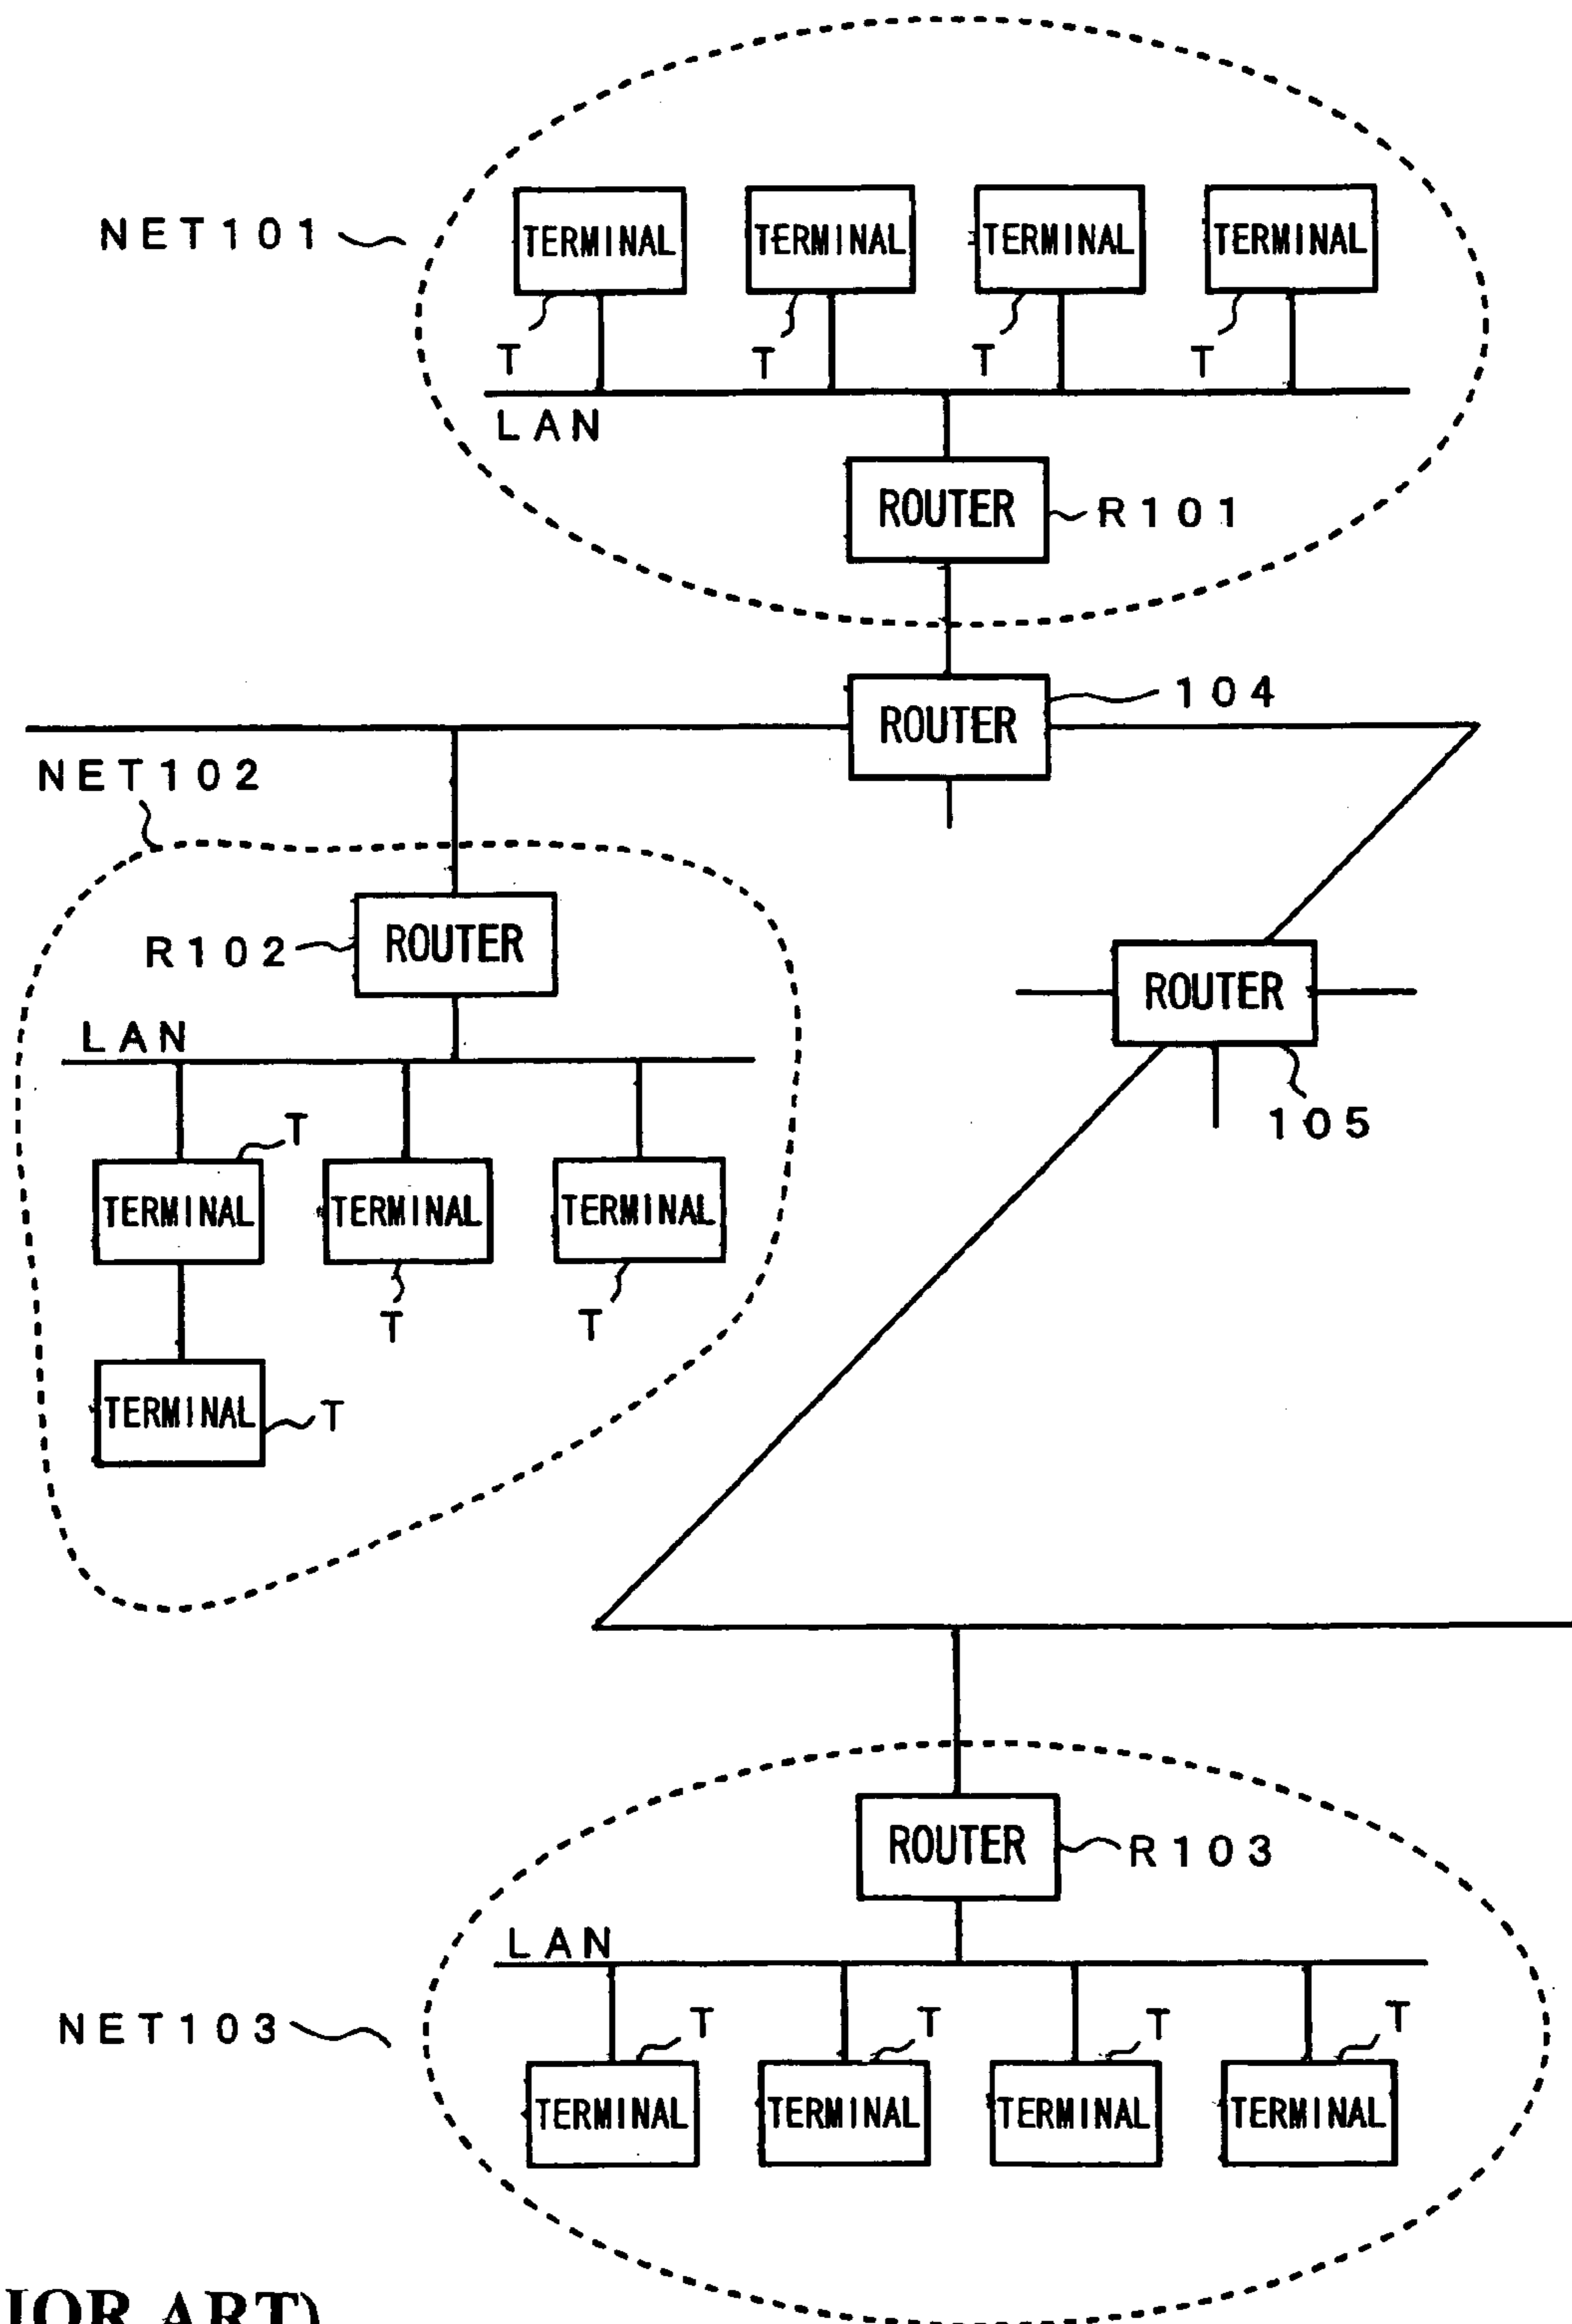 NET101
TERMINAL TERMINAL TERMINAL TERMINAL
T T T T
LAN
ROUTER R101
ROUTER 104
NET102
R102 ROUTER
ROUTER
105
LAN
T
TERMINAL TERMINAL TERMINAL
T T
TERMINAL T
ROUTER R103
LAN
NET103
T T T T
TERMINAL TERMINAL TERMINAL TERMINAL
IOR ART)